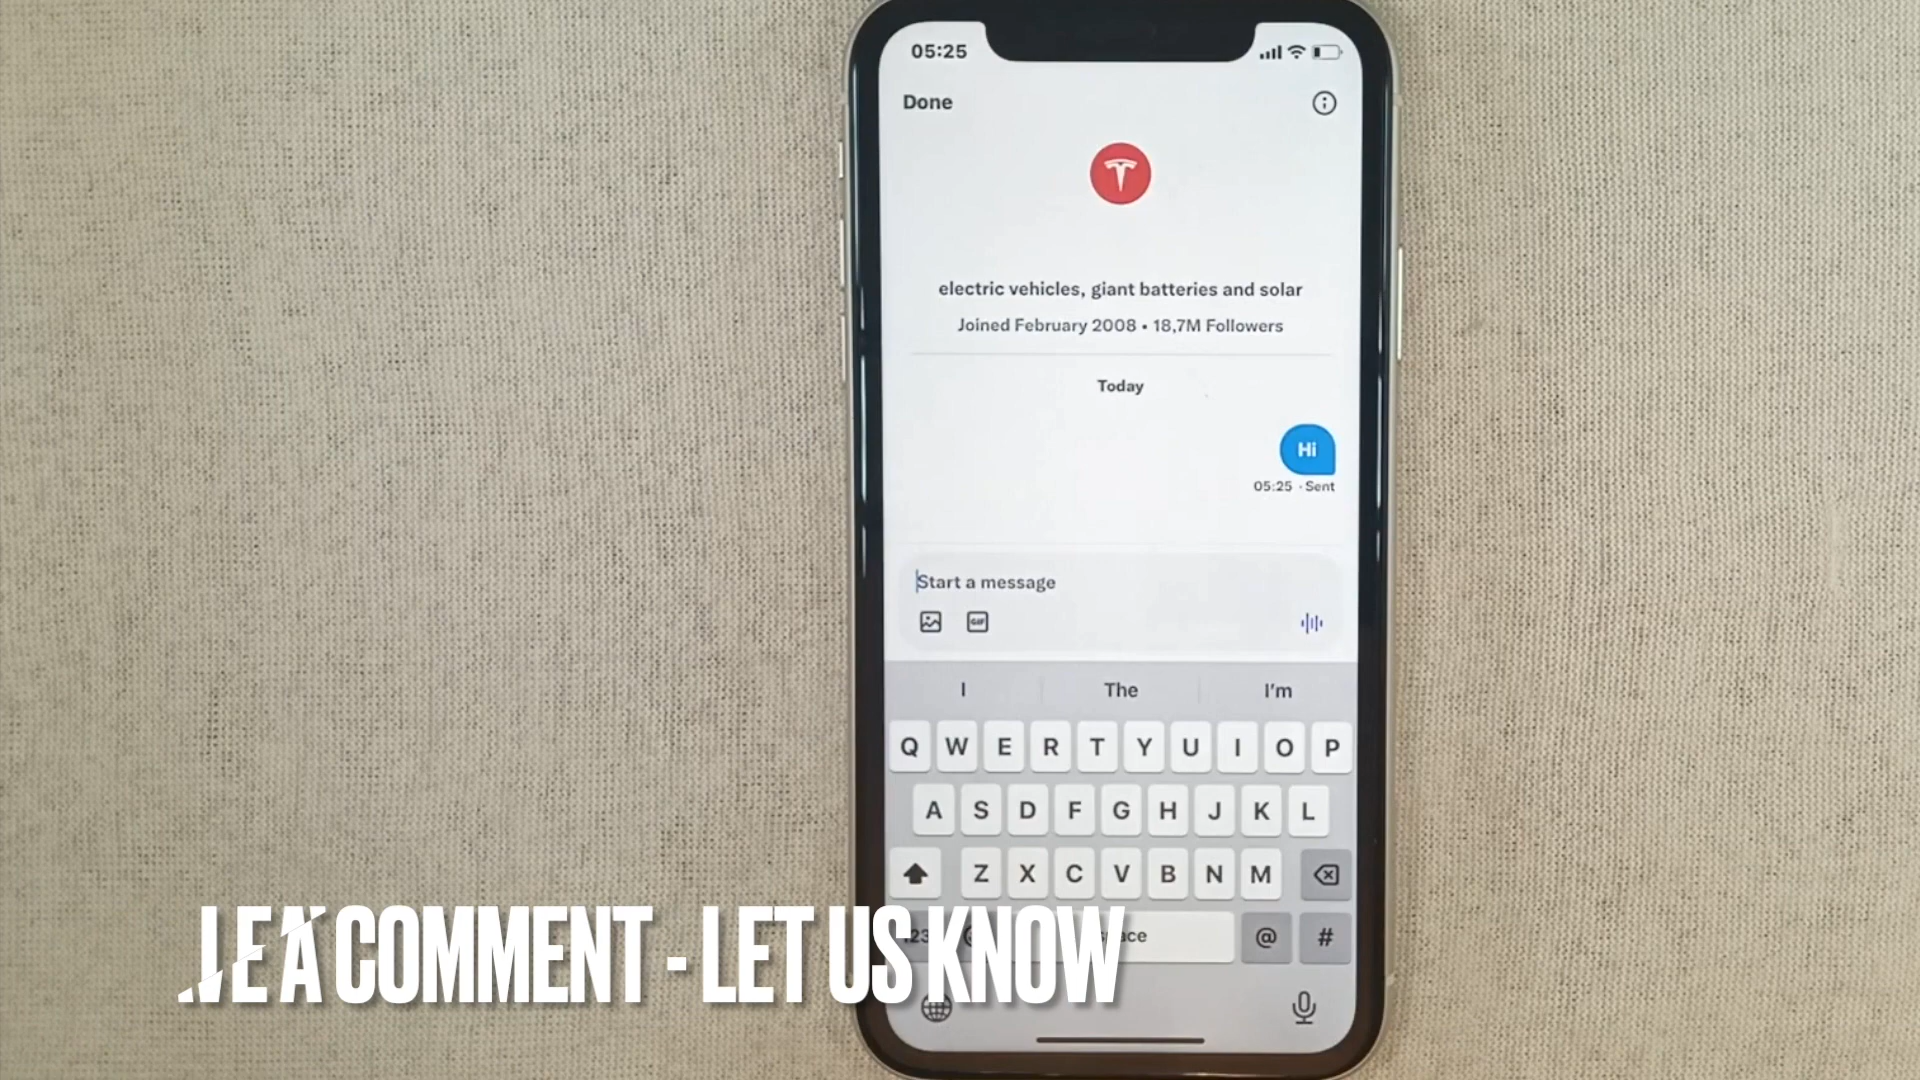 05:25
Done
electric vehicles, giant batteries and solar
Joined February 2008 • 18,7M Followers
Today
Hi
05:25 · Sent
Start a message
GIF
I The I'm
Q W E R T Y U I O P
A S D F G H J K L
Z X C V B N M
@ #
A COMMENT - LET US KNOW